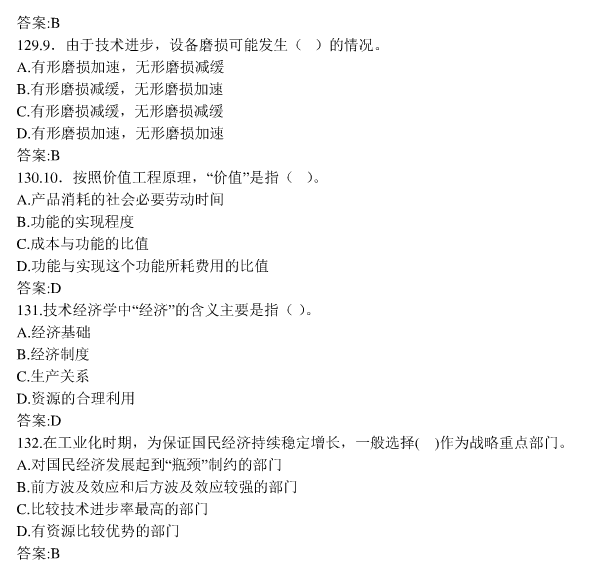 答案:B
129.9．由于技术进步，设备磨损可能发生（　）的情况。
A.有形磨损加速，无形磨损减缓
B.有形磨损减缓，无形磨损加速
C.有形磨损减缓，无形磨损减缓
D.有形磨损加速，无形磨损加速
答案:B
130.10．按照价值工程原理，“价值”是指（　）。
A.产品消耗的社会必要劳动时间
B.功能的实现程度
C.成本与功能的比值
D.功能与实现这个功能所耗费用的比值
答案:D
131.技术经济学中“经济”的含义主要是指（ ）。
A.经济基础
B.经济制度
C.生产关系
D.资源的合理利用
答案:D
132.在工业化时期，为保证国民经济持续稳定增长，一般选择(　)作为战略重点部门。
A.对国民经济发展起到“瓶颈”制约的部门
B.前方波及效应和后方波及效应较强的部门
C.比较技术进步率最高的部门
D.有资源比较优势的部门
答案:B